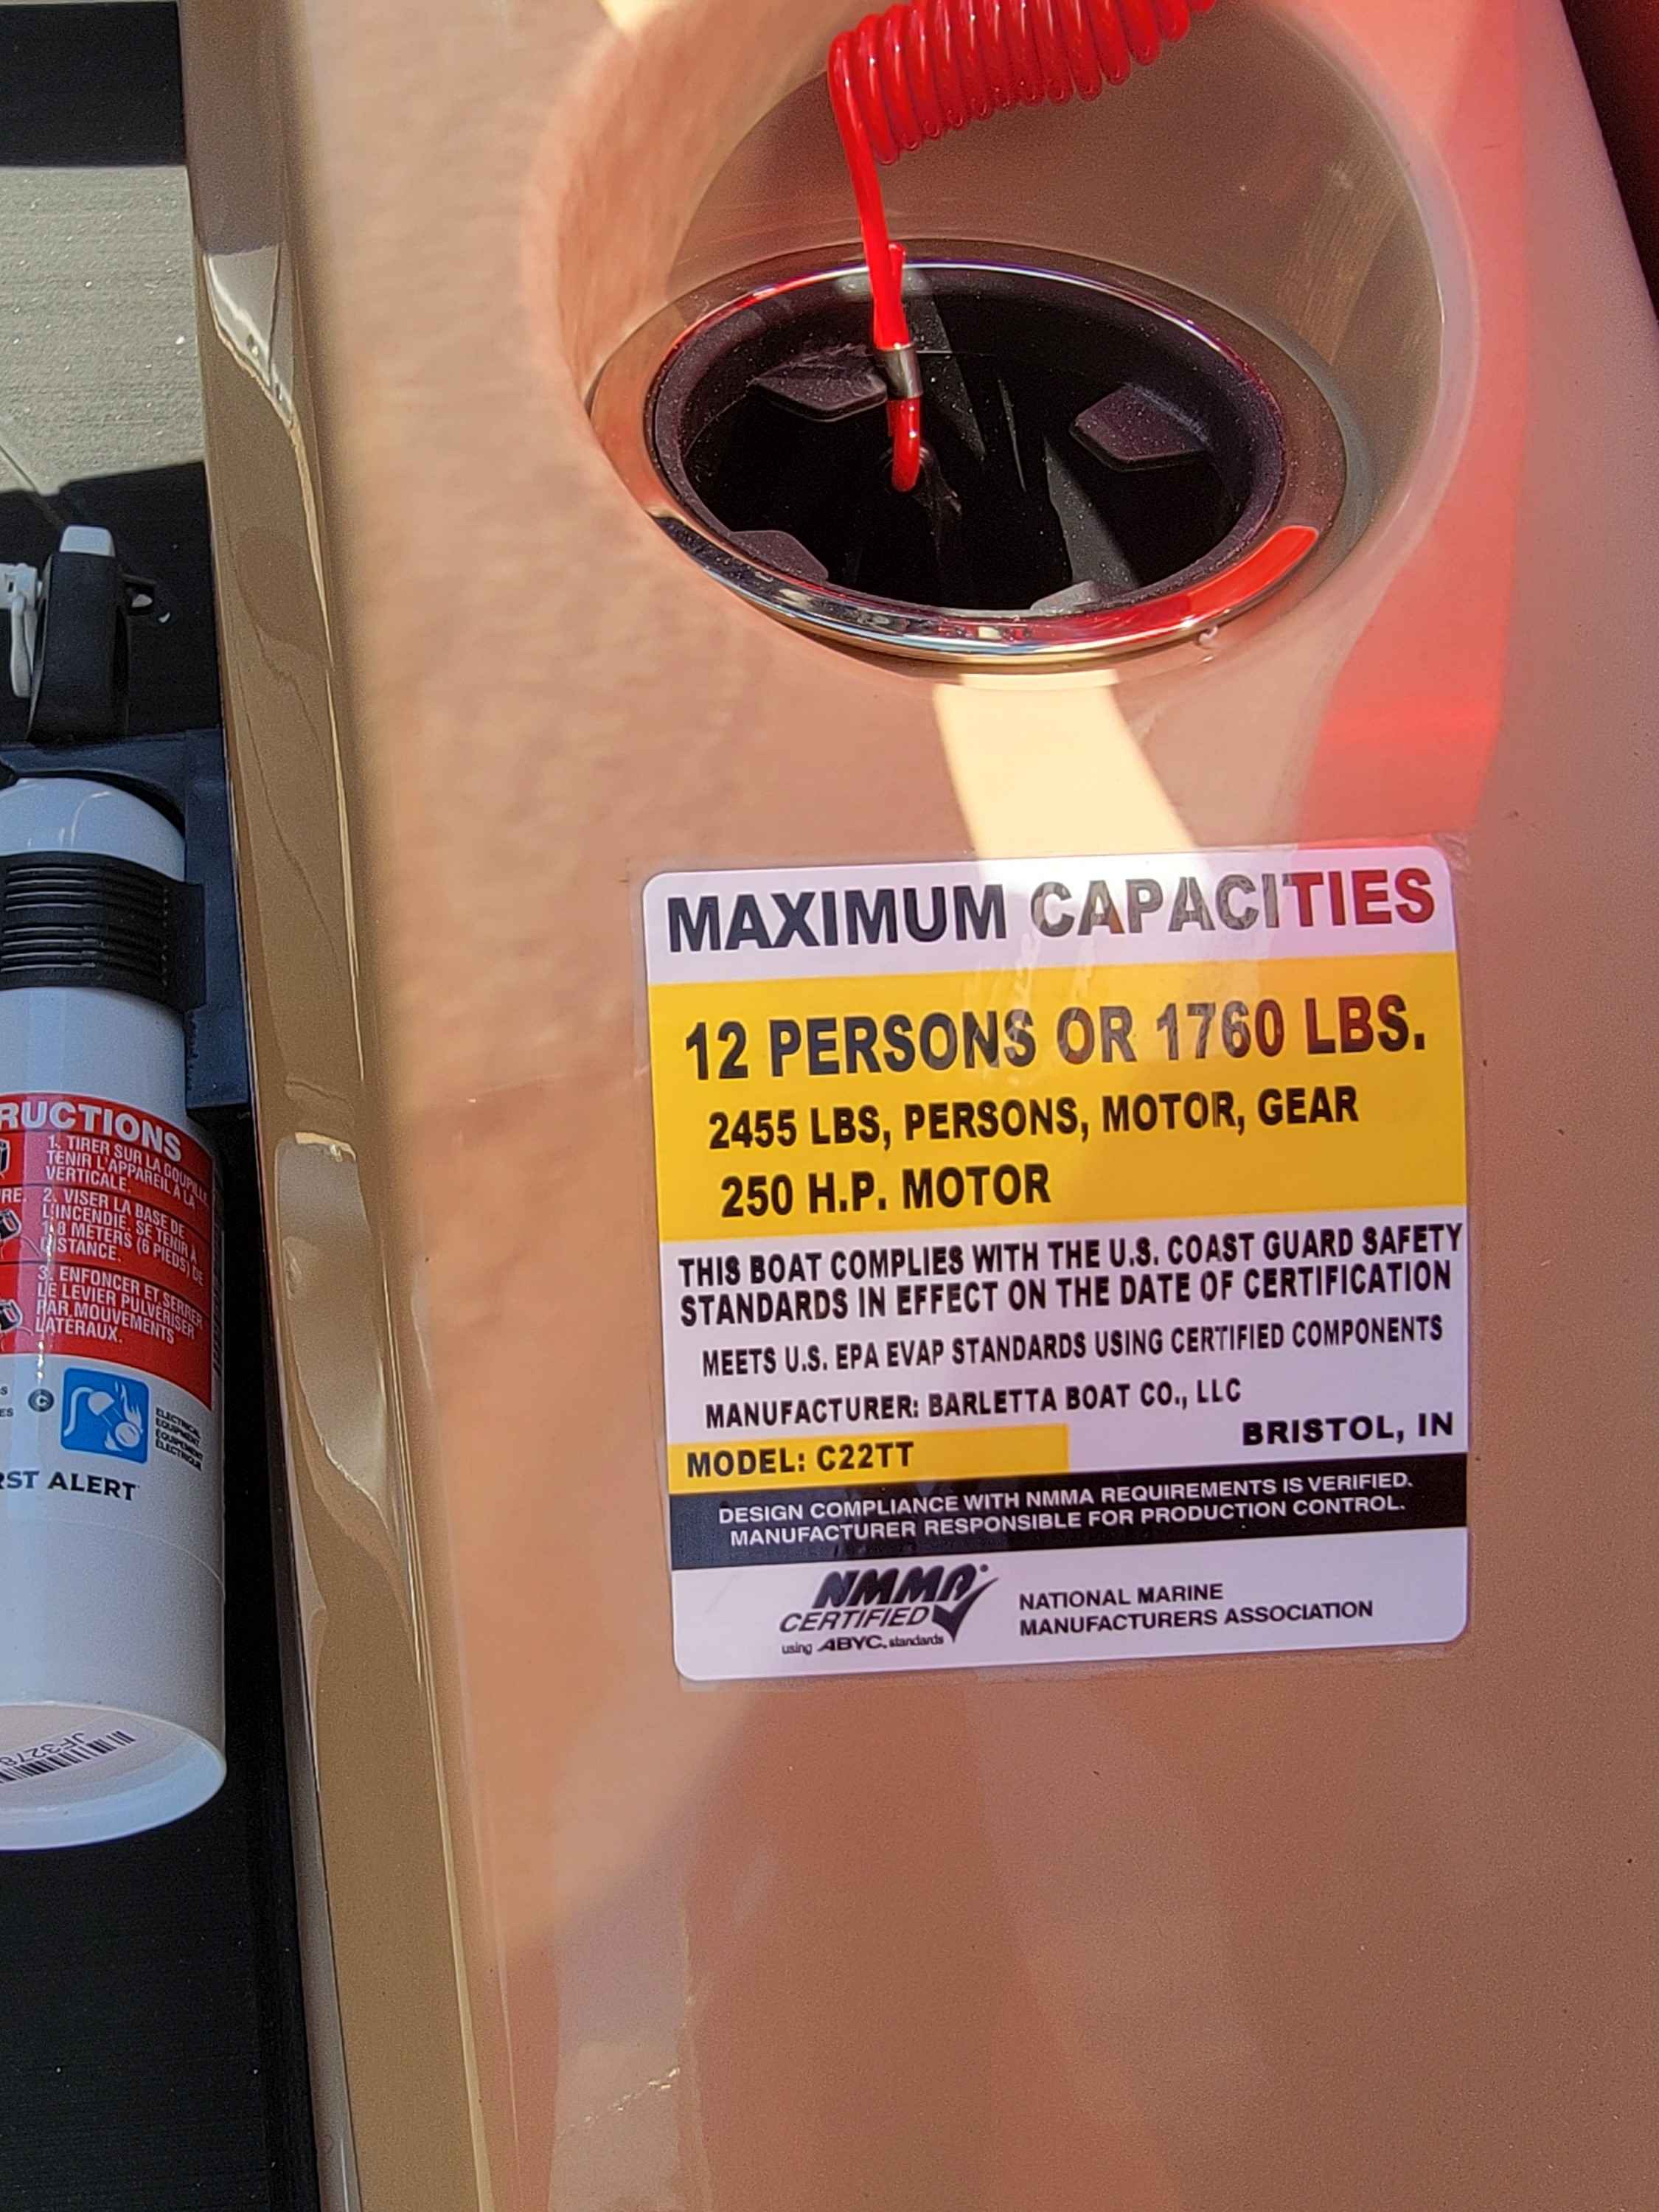 MAXIMUM CAPACITIES
12 PERSONS OR 1760 LBS.
2455 LBS, PERSONS, MOTOR, GEAR
250 H.P. MOTOR
THIS BOAT COMPLIES WITH THE U.S. COAST GUARD SAFETY
STANDARDS IN EFFECT ON THE DATE OF CERTIFICATION
MEETS U.S. EPA EVAP STANDARDS USING CERTIFIED COMPONENTS
MANUFACTURER: BARLETTA BOAT CO., LLC
BRISTOL, IN
MODEL: C22TT
DESIGN COMPLIANCE WITH NMMA REQUIREMENTS IS VERIFIED.
MANUFACTURER RESPONSIBLE FOR PRODUCTION CONTROL.
NMMA
CERTIFIED
using ABYC. standards
NATIONAL MARINE
MANUFACTURERS ASSOCIATION
RUCTIONS
1. TIRER SUR LA GOUPILLE
TENIR L'APPAREIL À LA
VERTICALE.
2. VISER LA BASE DE
L'INCENDIE. SE TENIR À
1.8 METERS (6 PIEDS) DE
DISTANCE.
3. ENFONCER ET SERRER
LE LEVIER PULVÉRISER
PAR MOUVEMENTS
LATÉRAUX.
C
ELECTRICAL
EQUIPMENT
ÉQUIPEMENT
ÉLECTRIQUE
RST ALERT
JF3278